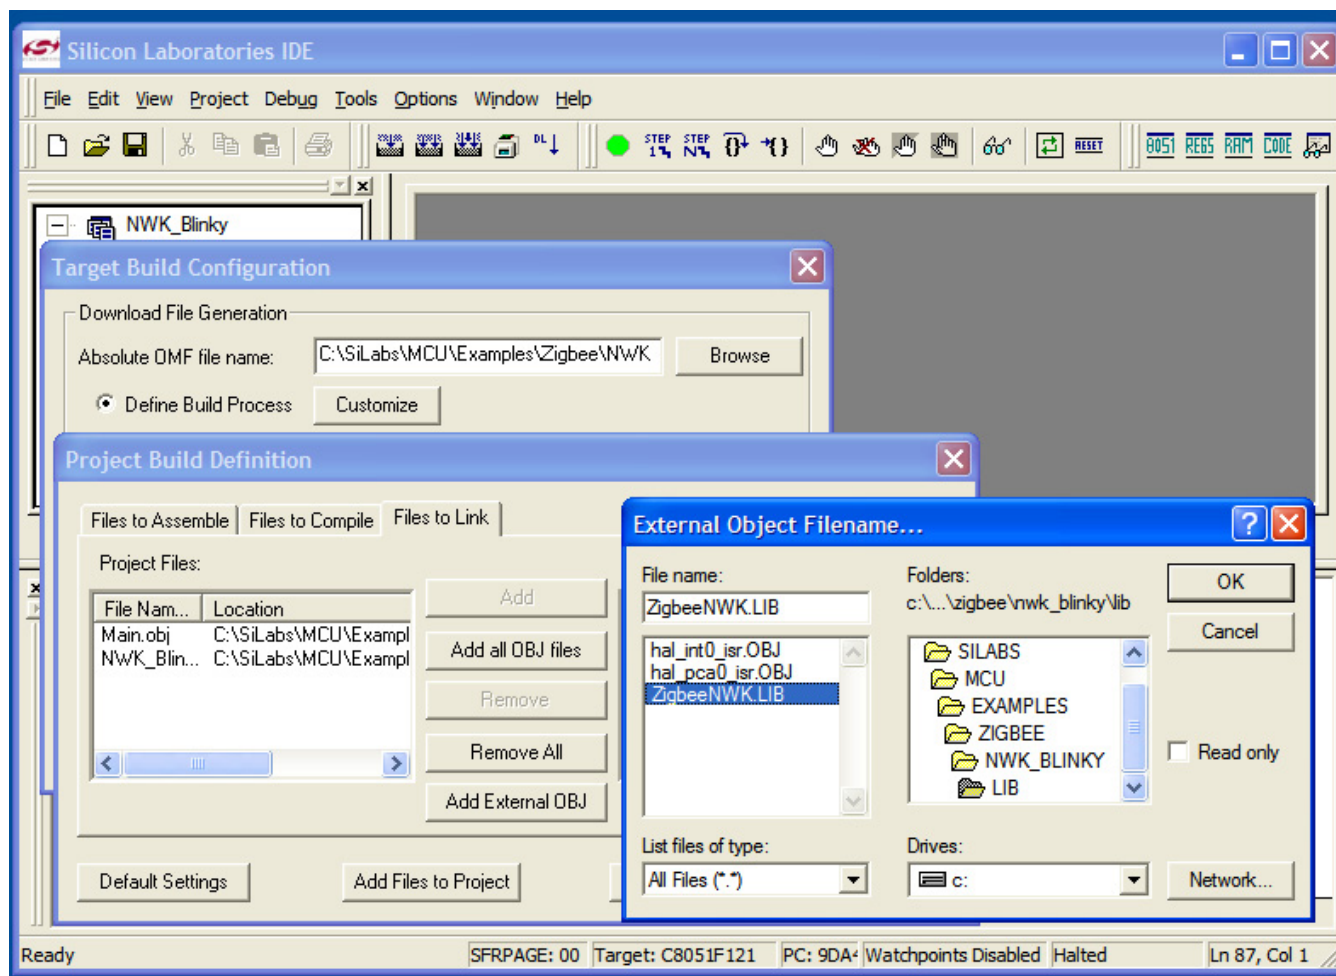 Silicon Laboratories IDE
File Edit View Project Debug Tools Options Window Help
DL
STEP 1 STEP N RESET 8051 REGS RAM CODE
NWK_Blinky
Target Build Configuration
Download File Generation
Absolute OMF file name: C:\SiLabs\MCU\Examples\Zigbee\NWK Browse
Define Build Process Customize
Project Build Definition
Files to Assemble Files to Compile Files to Link
Project Files:
File Nam... Location
Main.obj C:\SiLabs\MCU\Exampl
NWK_Blin... C:\SiLabs\MCU\Exampl
Add
Add all OBJ files
Remove
Remove All
Add External OBJ
Default Settings Add Files to Project
External Object Filename...
File name:
ZigbeeNWK.LIB
hal_int0_isr.OBJ
hal_pca0_isr.OBJ
ZigbeeNWK.LIB
Folders:
c:\...\zigbee\nwk_blinky\lib
SILABS
MCU
EXAMPLES
ZIGBEE
NWK_BLINKY
LIB
OK
Cancel
Read only
List files of type:
All Files (*.*)
Drives:
c:
Network...
Ready SFRPAGE: 00 Target: C8051F121 PC: 9DA4 Watchpoints Disabled Halted Ln 87, Col 1